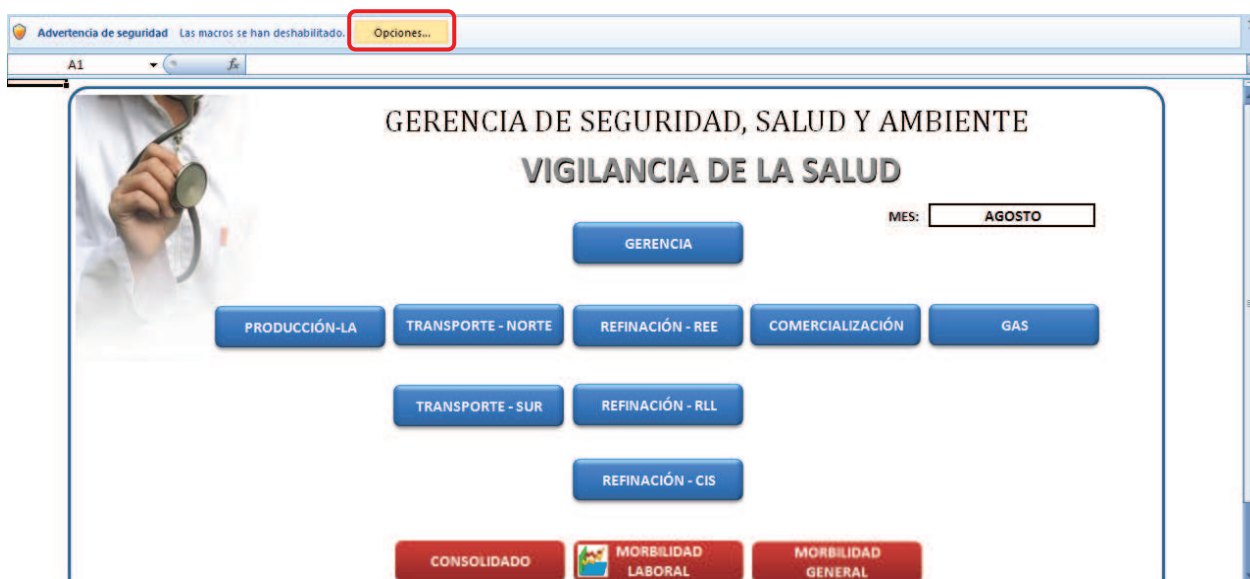 Advertencia de seguridad Las macros se han deshabilitado. Opciones...
A1 fx
GERENCIA DE SEGURIDAD, SALUD Y AMBIENTE
VIGILANCIA DE LA SALUD
MES: AGOSTO
GERENCIA
PRODUCCIÓN-LA TRANSPORTE - NORTE REFINACIÓN - REE COMERCIALIZACIÓN GAS
TRANSPORTE - SUR REFINACIÓN - RLL
REFINACIÓN - CIS
CONSOLIDADO
MORBILIDAD
LABORAL
MORBILIDAD
GENERAL